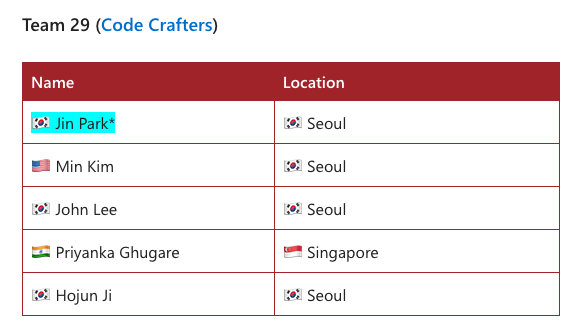 Team 29 (Code Crafters)
Name Location
🇰🇷 Jin Park* 🇰🇷 Seoul
🇺🇸 Min Kim 🇰🇷 Seoul
🇰🇷 John Lee 🇰🇷 Seoul
🇮🇳 Priyanka Ghugare 🇸🇬 Singapore
🇰🇷 Hojun Ji 🇰🇷 Seoul